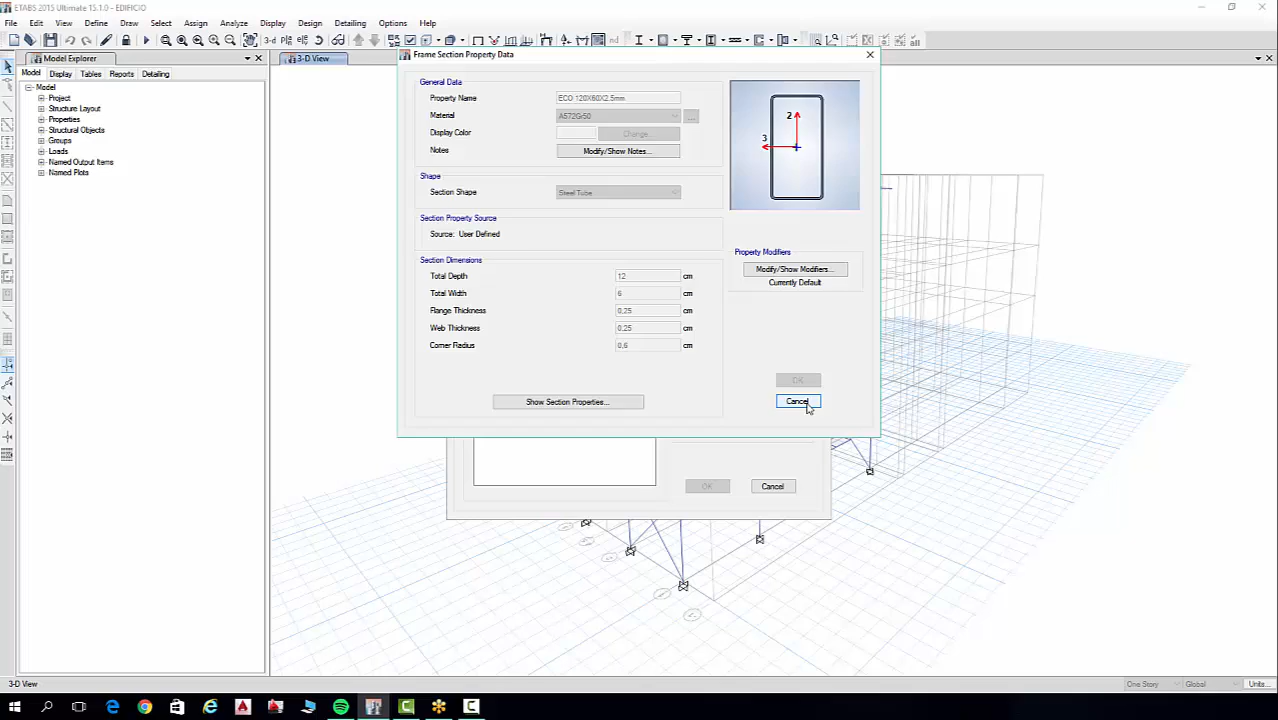 ETABS 2015 Ultimate 15.1.0 - EDIFICIO
File Edit View Define Draw Select Assign Analyze Display Design Detailing Options Help
3-d
all
Model Explorer
3-D View
Model Display Tables Reports Detailing
Model
Project
Structure Layout
Properties
Structural Objects
Groups
Loads
Named Output Items
Named Plots
Frame Section Property Data
General Data
Property Name ECO 120X60X2.5mm
Material A572Gr50 ...
Display Color Change...
Notes Modify/Show Notes...
Shape
Section Shape Steel Tube
Section Property Source
Source: User Defined
Section Dimensions
Total Depth 12 cm
Total Width 6 cm
Flange Thickness 0,25 cm
Web Thickness 0,25 cm
Corner Radius 0,6 cm
Show Section Properties...
2
3
Property Modifiers
Modify/Show Modifiers...
Currently Default
OK
Cancel
OK Cancel
3-D View One Story Global Units...